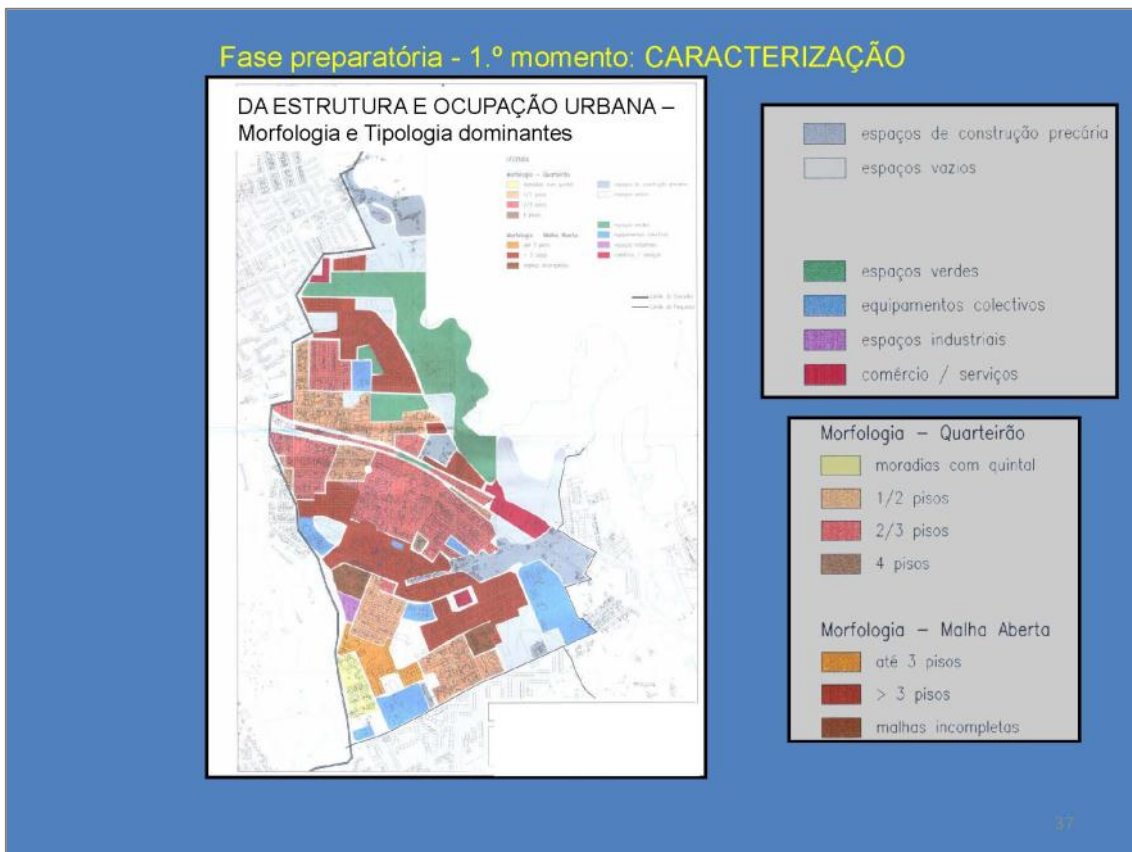 Fase preparatória - 1.º momento: CARACTERIZAÇÃO
DA ESTRUTURA E OCUPAÇÃO URBANA –
Morfologia e Tipologia dominantes
espaços de construção precária
espaços vazios
espaços verdes
equipamentos colectivos
espaços industriais
comércio / serviços
Morfologia – Quarteirão
moradias com quintal
1/2 pisos
2/3 pisos
4 pisos
Morfologia – Malha Aberta
até 3 pisos
> 3 pisos
malhas incompletas
37